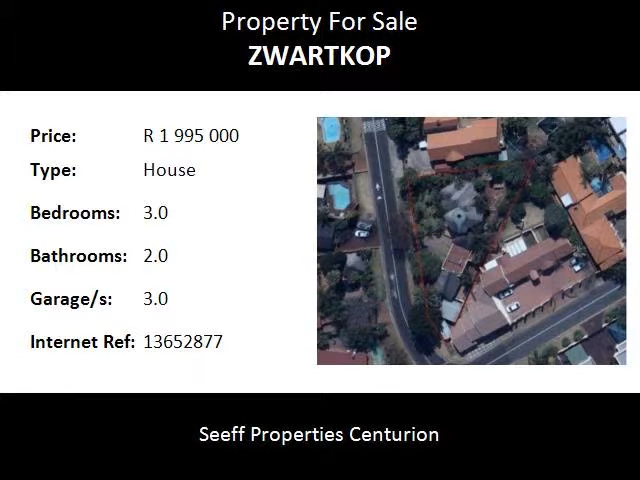 Property For Sale
ZWARTKOP
Price: R 1 995 000
Type: House
Bedrooms: 3.0
Bathrooms: 2.0
Garage/s: 3.0
Internet Ref: 13652877
Seeff Properties Centurion